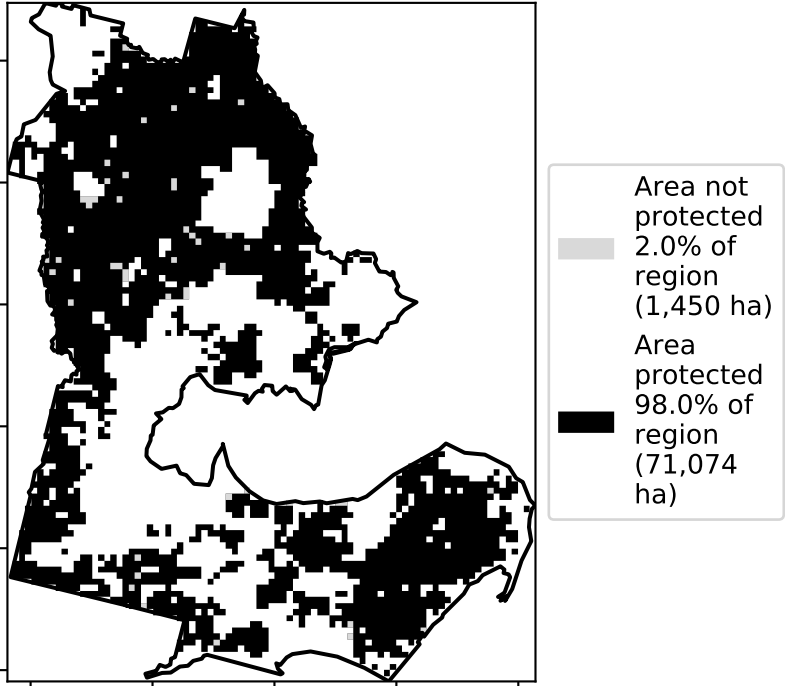 Area not
protected
2.0% of
region
(1,450 ha)
Area
protected
98.0% of
region
(71,074
ha)